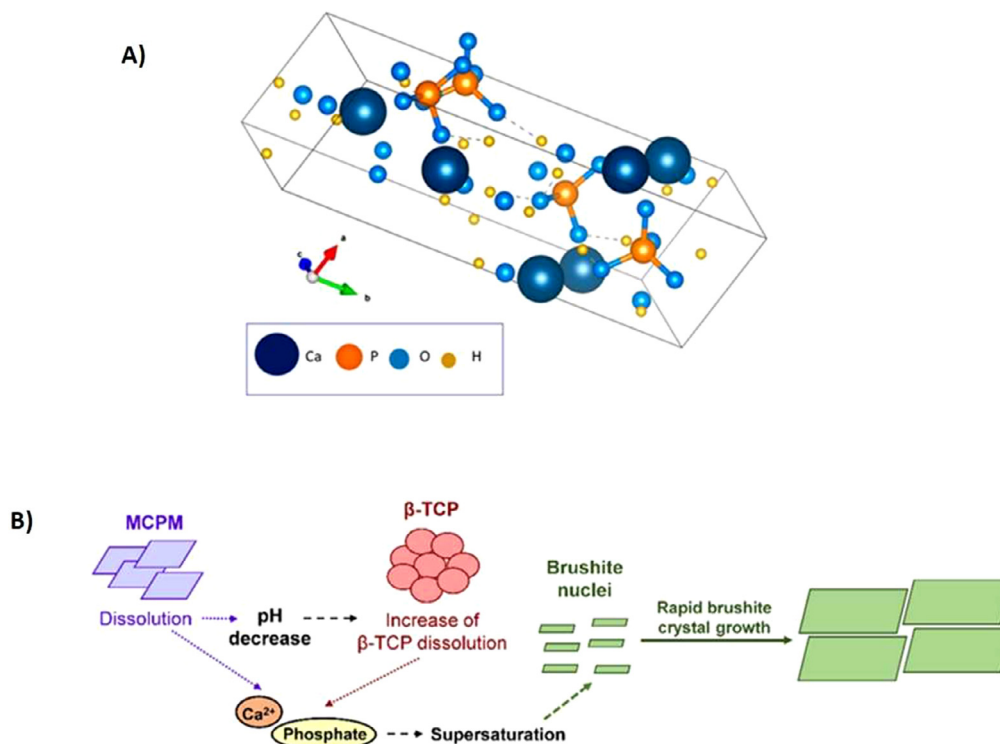 A)
a
c
b
Ca P O H
B)
MCPM
β-TCP
Dissolution
pH
decrease
Increase of
β-TCP dissolution
Brushite
nuclei
Rapid brushite
crystal growth
Ca²⁺
Phosphate
Supersaturation